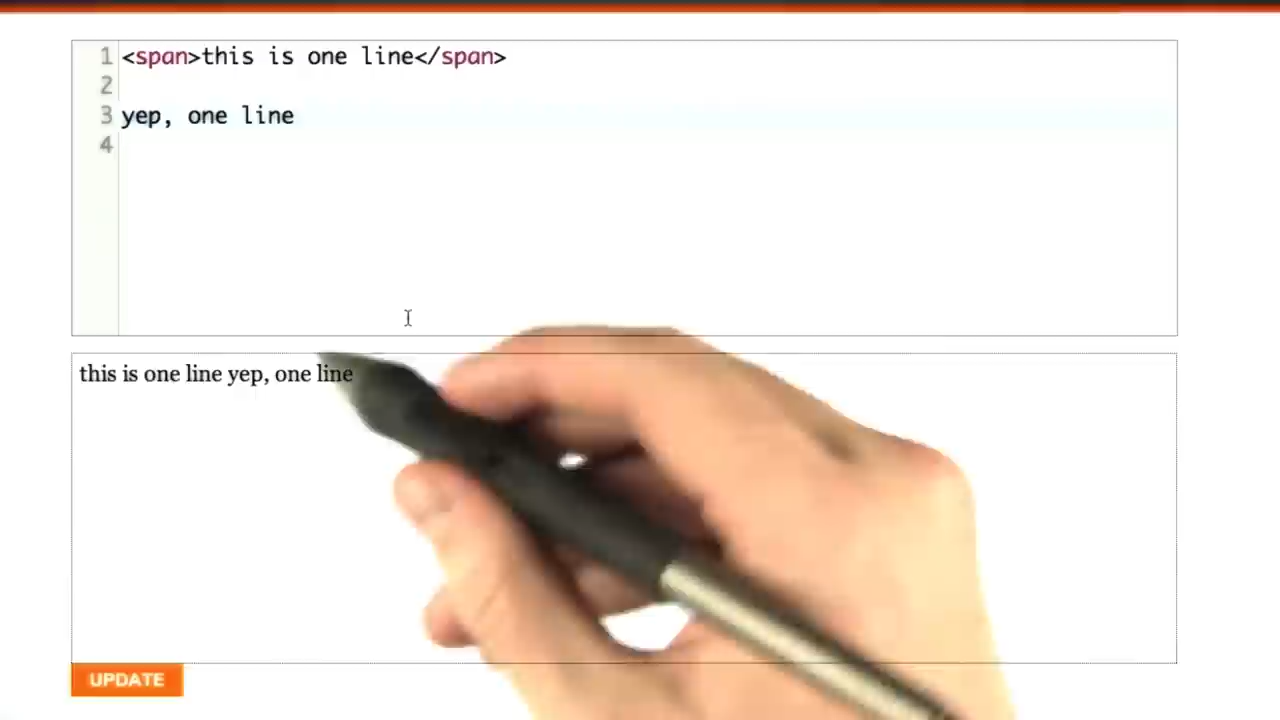 1 <span>this is one line</span>
2
3 yep, one line
4
this is one line yep, one line
UPDATE